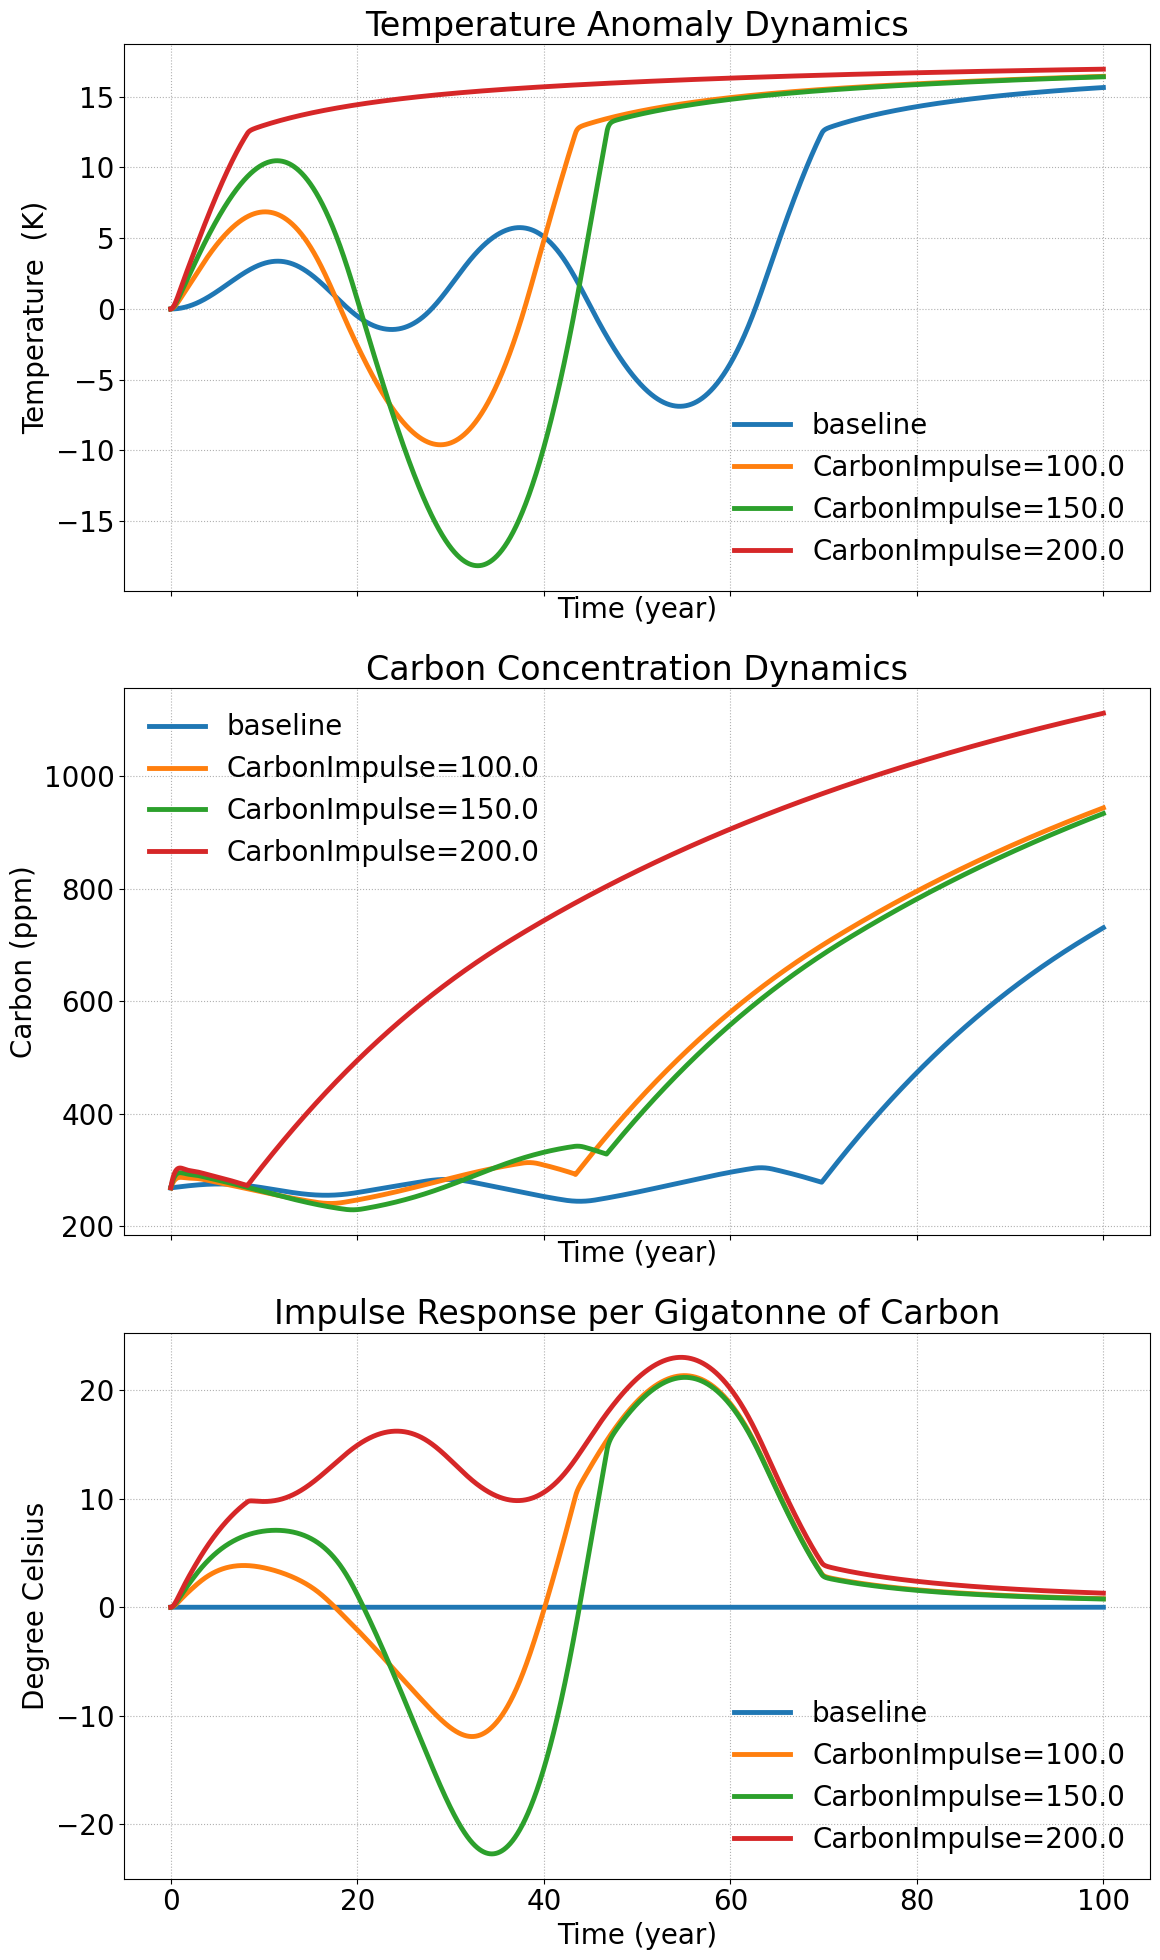 Temperature Anomaly Dynamics
15
10
5
0
−5
−10
−15
Temperature  (K)
baseline
CarbonImpulse=100.0
CarbonImpulse=150.0
CarbonImpulse=200.0
Time (year)
Carbon Concentration Dynamics
1000
800
600
400
200
Carbon (ppm)
baseline
CarbonImpulse=100.0
CarbonImpulse=150.0
CarbonImpulse=200.0
Time (year)
Impulse Response per Gigatonne of Carbon
20
10
0
−10
−20
Degree Celsius
baseline
CarbonImpulse=100.0
CarbonImpulse=150.0
CarbonImpulse=200.0
0 20 40 60 80 100
Time (year)